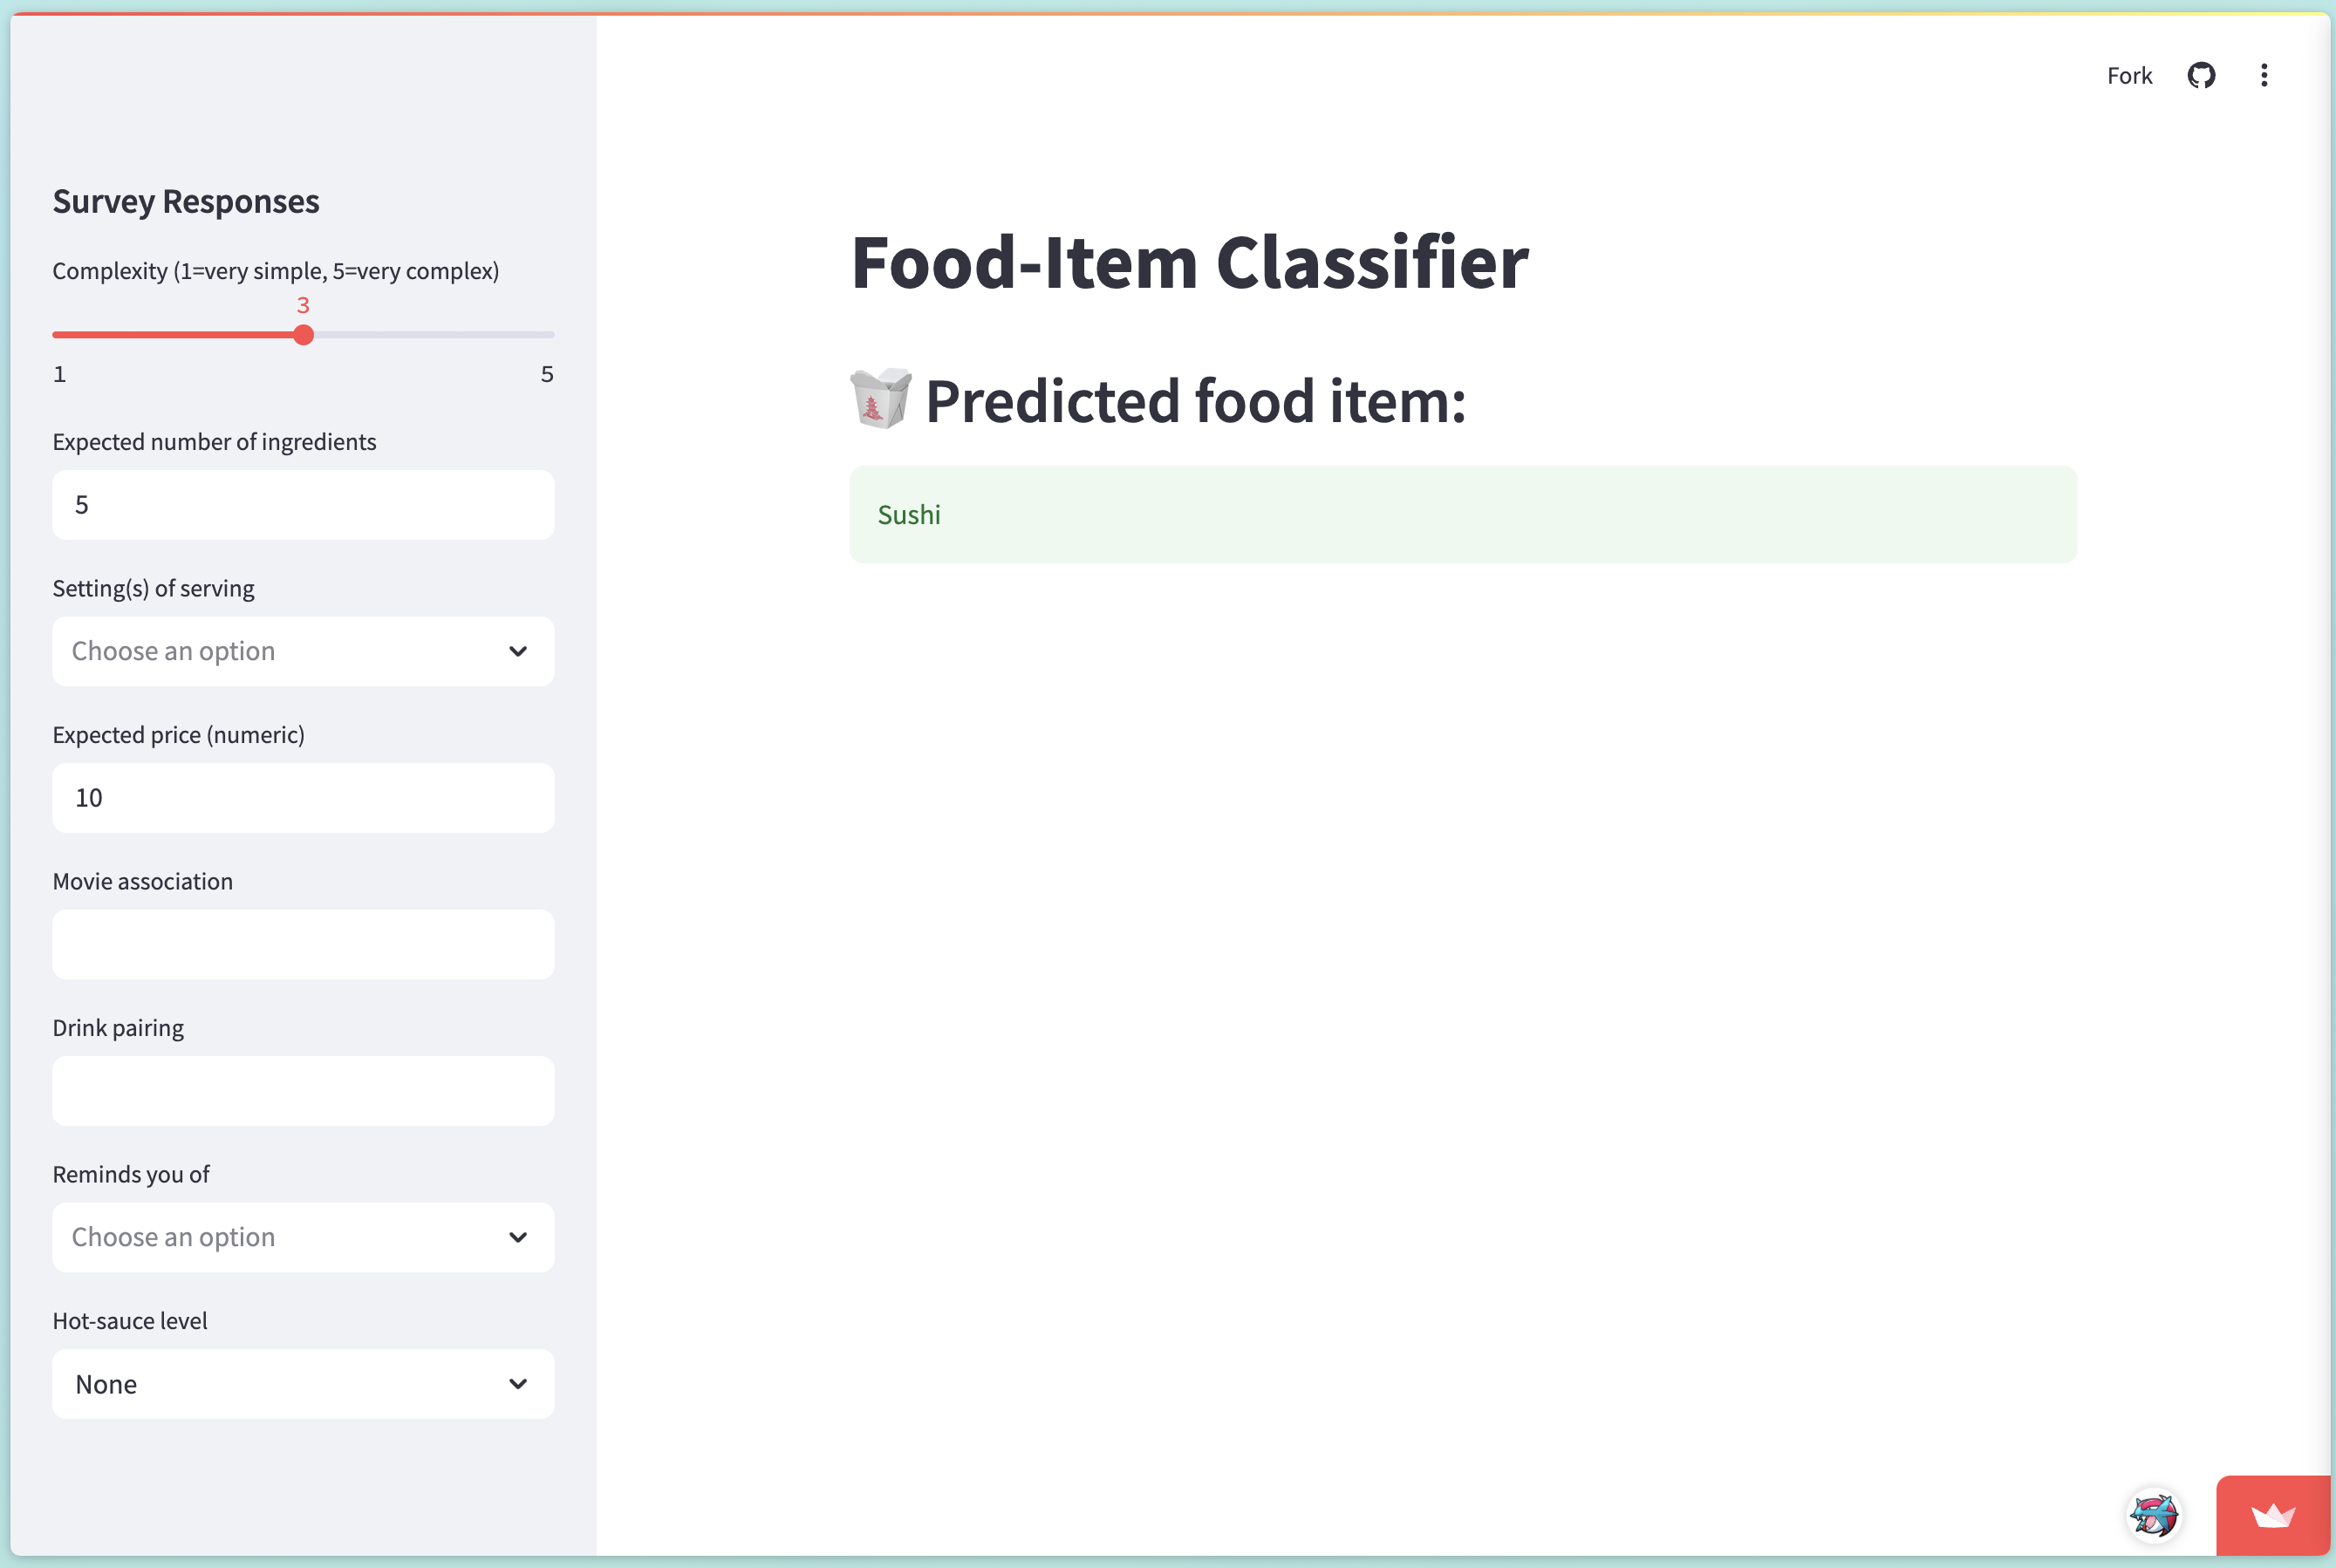 Fork
Survey Responses
Complexity (1=very simple, 5=very complex)
3
1 5
Expected number of ingredients
5
Setting(s) of serving
Choose an option
Expected price (numeric)
10
Movie association
Drink pairing
Reminds you of
Choose an option
Hot-sauce level
None
Food-Item Classifier
Predicted food item:
Sushi